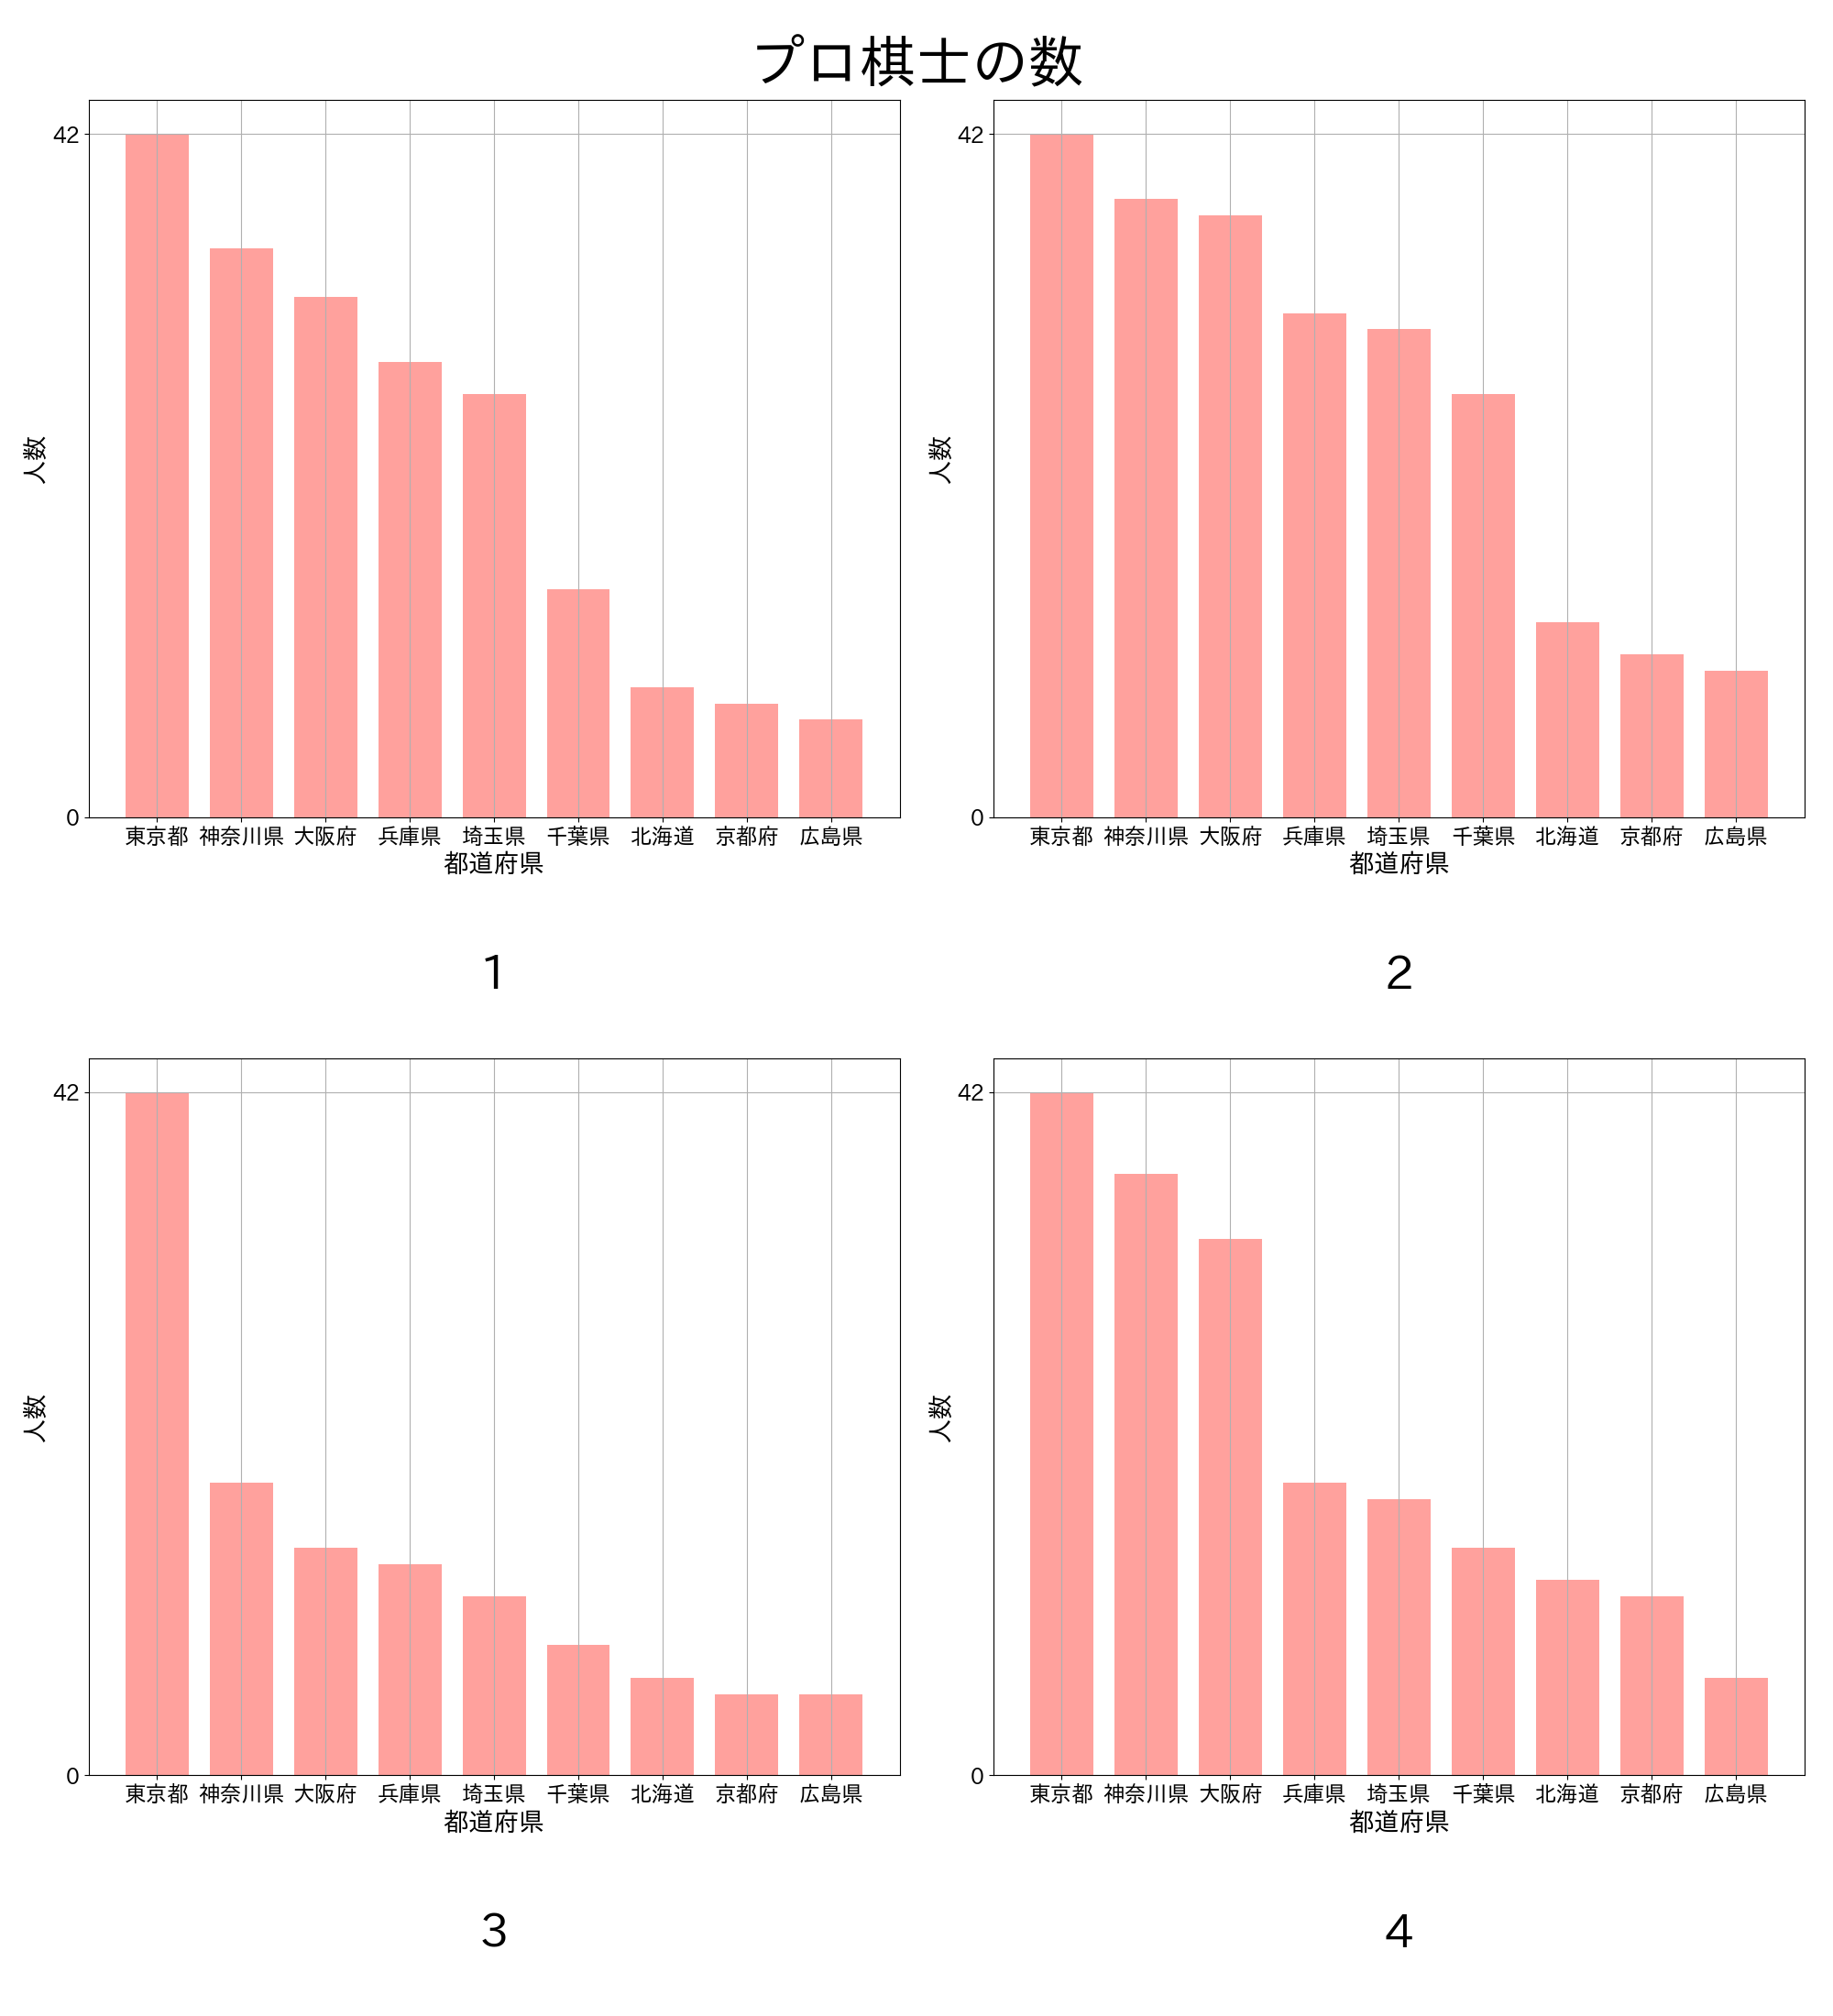 プロ棋士の数
42
0
人数
東京都 神奈川県 大阪府 兵庫県 埼玉県 千葉県 北海道 京都府 広島県
都道府県
1
42
0
人数
東京都 神奈川県 大阪府 兵庫県 埼玉県 千葉県 北海道 京都府 広島県
都道府県
2
42
0
人数
東京都 神奈川県 大阪府 兵庫県 埼玉県 千葉県 北海道 京都府 広島県
都道府県
3
42
0
人数
東京都 神奈川県 大阪府 兵庫県 埼玉県 千葉県 北海道 京都府 広島県
都道府県
4